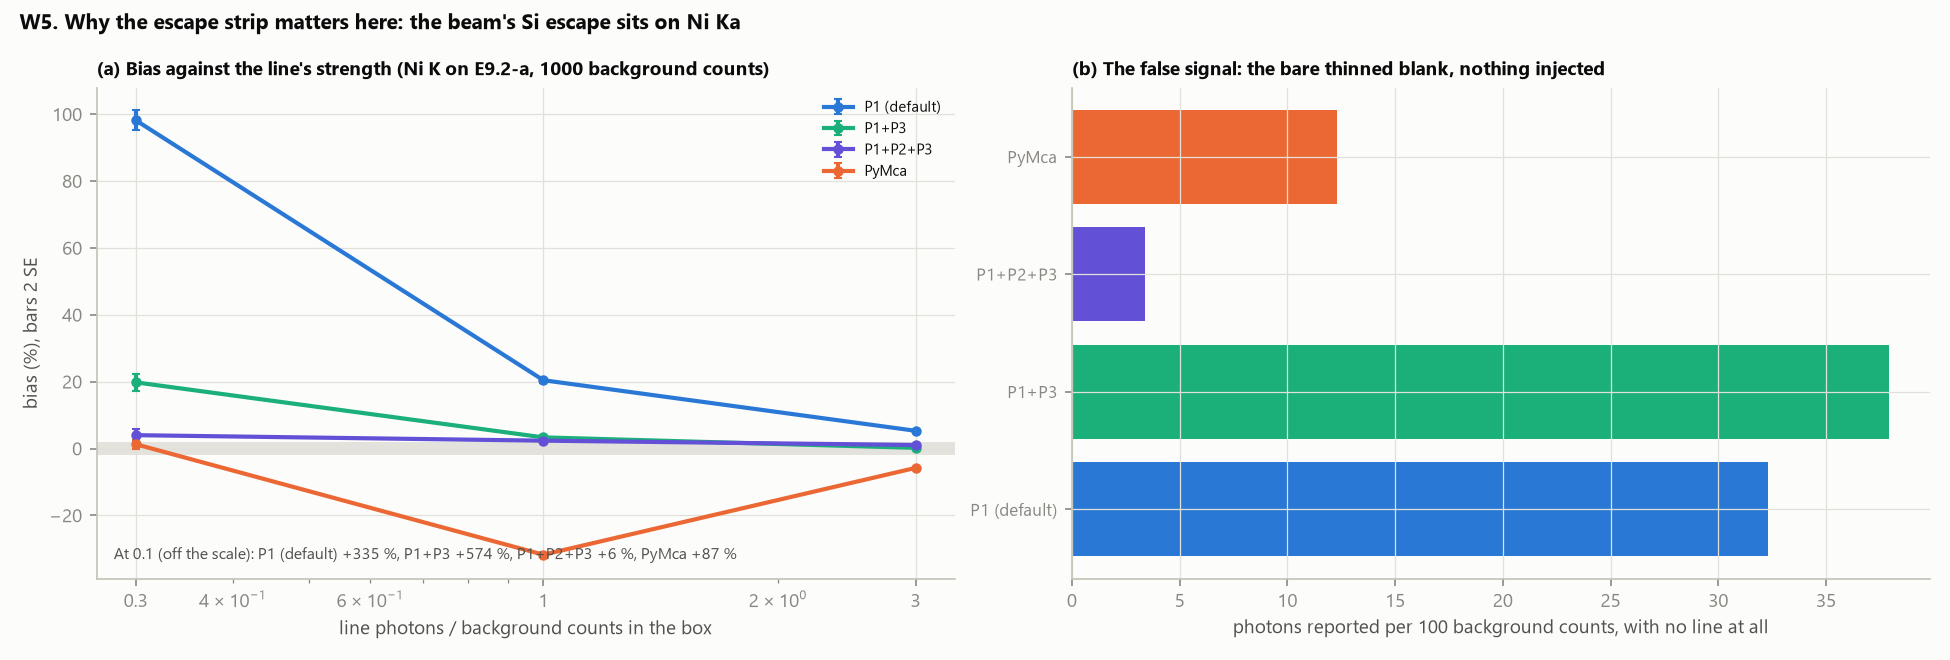 W5. Why the escape strip matters here: the beam's Si escape sits on Ni Ka
(a) Bias against the line's strength (Ni K on E9.2-a, 1000 background counts)
P1 (default)
P1+P3
P1+P2+P3
PyMca
100
80
60
40
20
0
−20
bias (%), bars 2 SE
At 0.1 (off the scale): P1 (default) +335 %, P1+P3 +574 %, P1+P2+P3 +6 %, PyMca +87 %
0.3
4 × 10⁻¹
6 × 10⁻¹
1
2 × 10⁰
3
line photons / background counts in the box
(b) The false signal: the bare thinned blank, nothing injected
PyMca
P1+P2+P3
P1+P3
P1 (default)
0 5 10 15 20 25 30 35
photons reported per 100 background counts, with no line at all